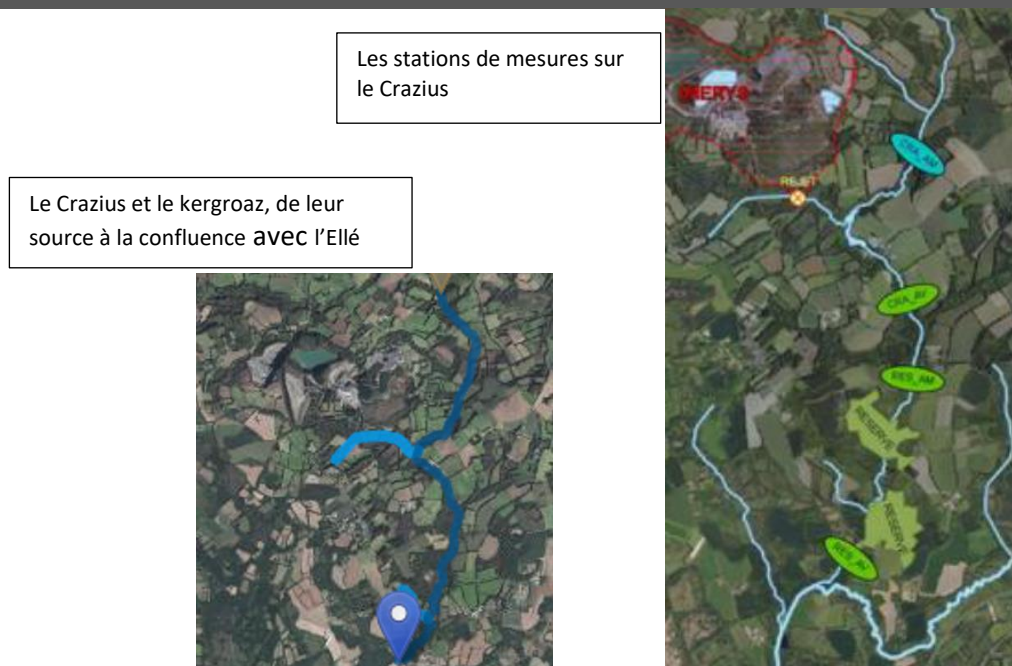 Les stations de mesures sur
le Crazius
Le Crazius et le kergroaz, de leur
source à la confluence avec l’Ellé
CRA_AM
REJET
CRA_AV
RES_AM
RESERVE
RESERVE
RES_AV